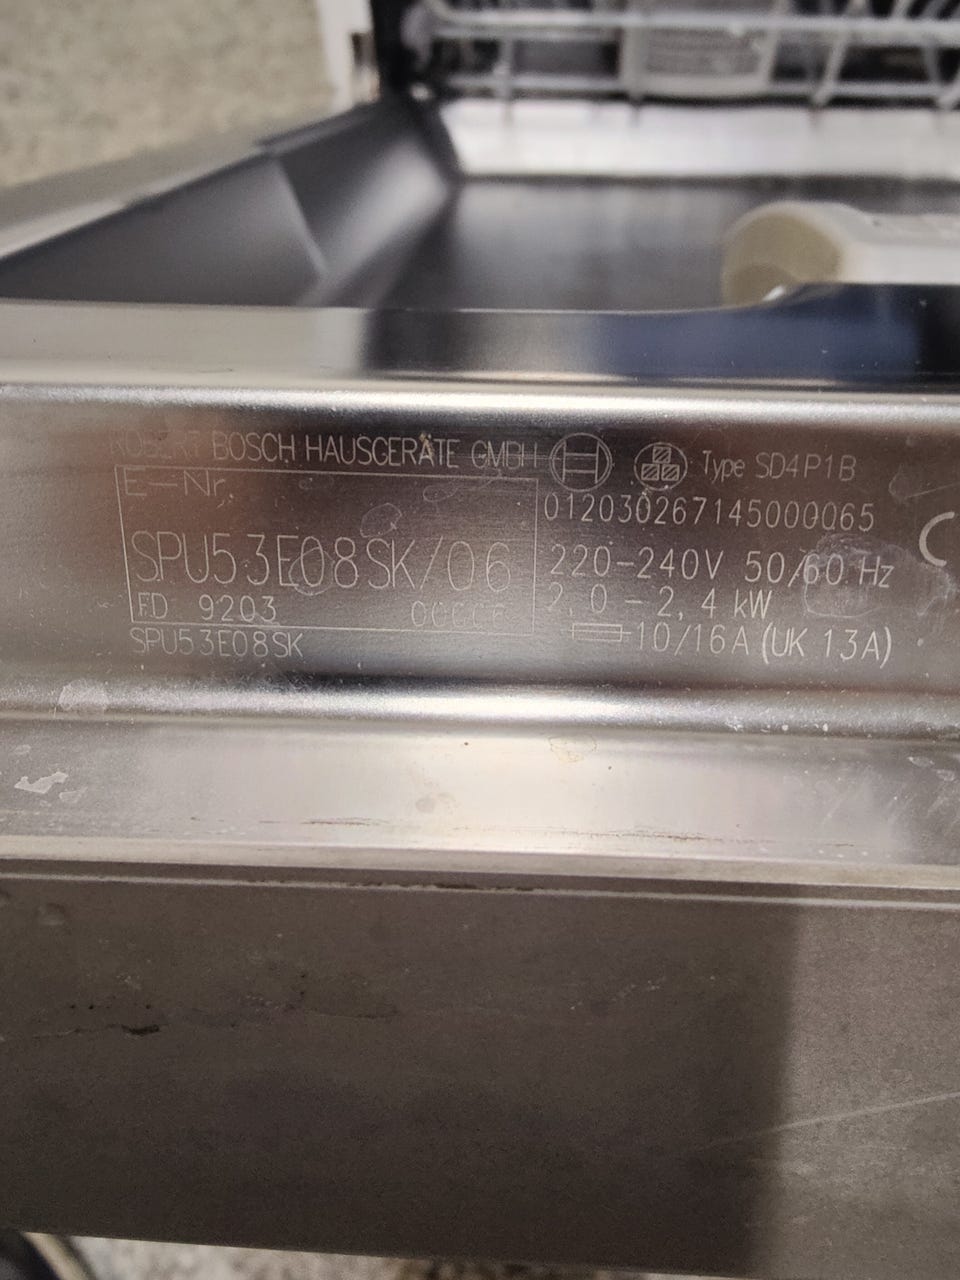 ROBERT BOSCH HAUSGERÄTE GMBH
Type SD4P1B
E-Nr.
012030267145000065
SPU53E08SK/06
220-240V 50/60 Hz
FD 9203
2,0-2,4 kW
SPU53E08SK
10/16A (UK 13A)